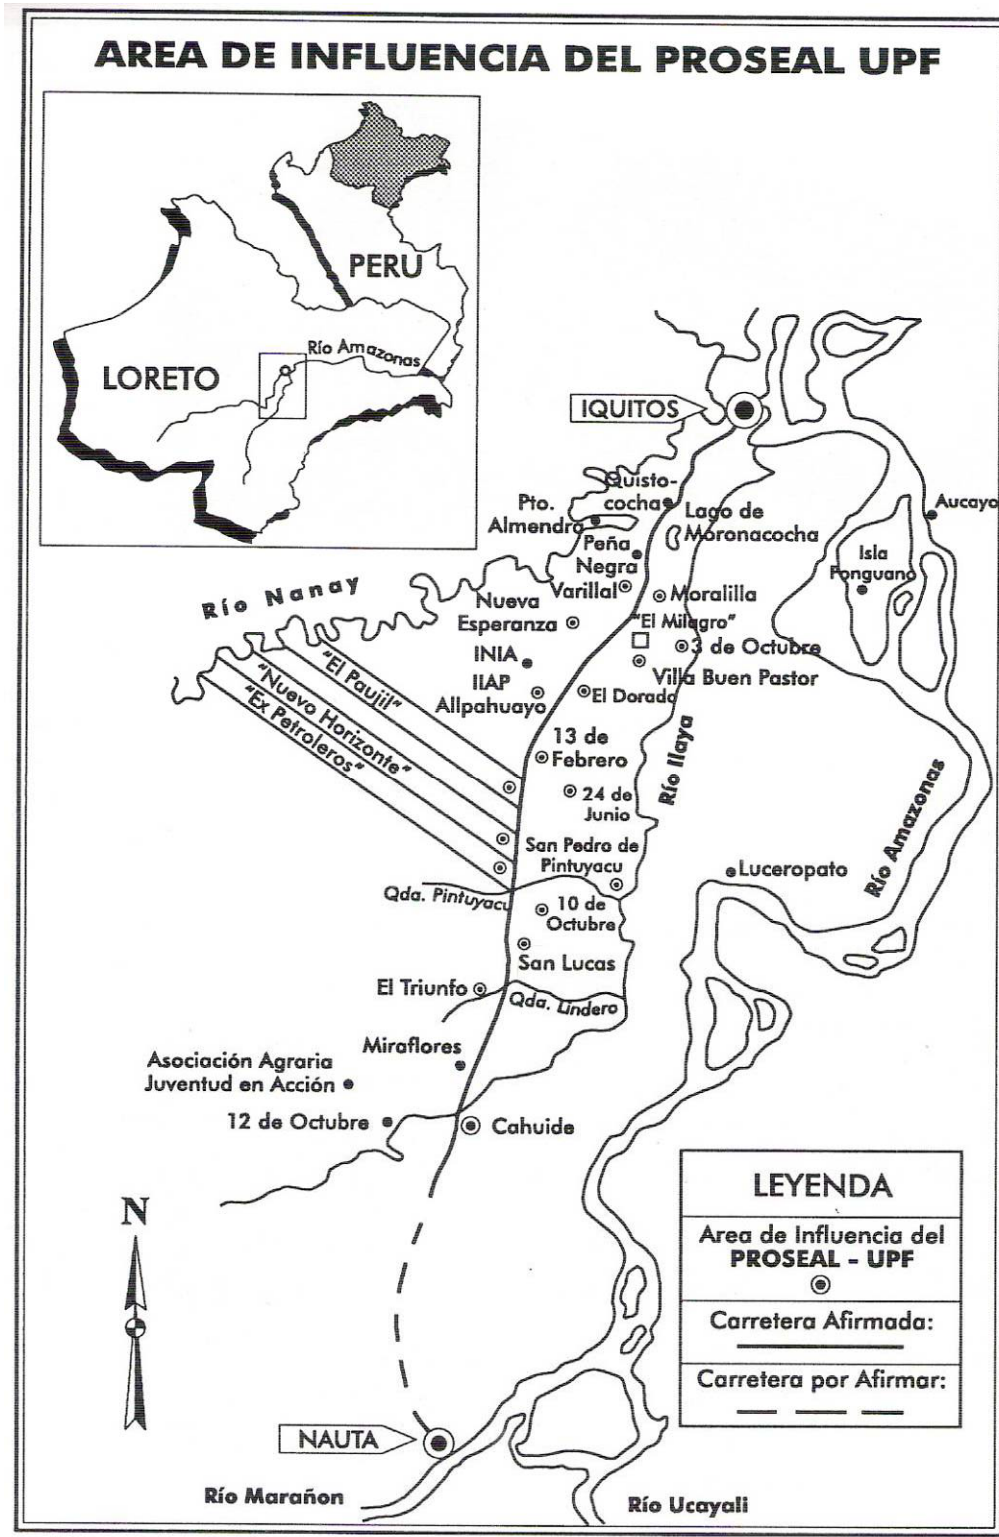 AREA DE INFLUENCIA DEL PROSEAL UPF
PERU
LORETO
Río Amazonas
IQUITOS
Quisto-
cocha
Pto.
Almendra
Lago de
Moronacocha
Aucayo
Peña
Negra
Isla
Ponguano
Río Nanay
Varillal
Moralilla
Nueva
Esperanza
"El Milagro"
3 de Octubre
INIA
Villa Buen Pastor
IIAP
Allpahuayo
El Dorado
"El Paujil"
"Nuevo Horizonte"
"Ex Petroleros"
13 de
Febrero
Río Ilaya
24 de
Junio
Río Amazonas
San Pedro de
Pintuyacu
Luceropato
Qda. Pintuyacu
10 de
Octubre
San Lucas
El Triunfo
Qda. Lindero
Miraflores
Asociación Agraria
Juventud en Acción
12 de Octubre
Cahuide
N
LEYENDA
Area de Influencia del
PROSEAL - UPF
Carretera Afirmada:
Carretera por Afirmar:
NAUTA
Río Marañon
Río Ucayali